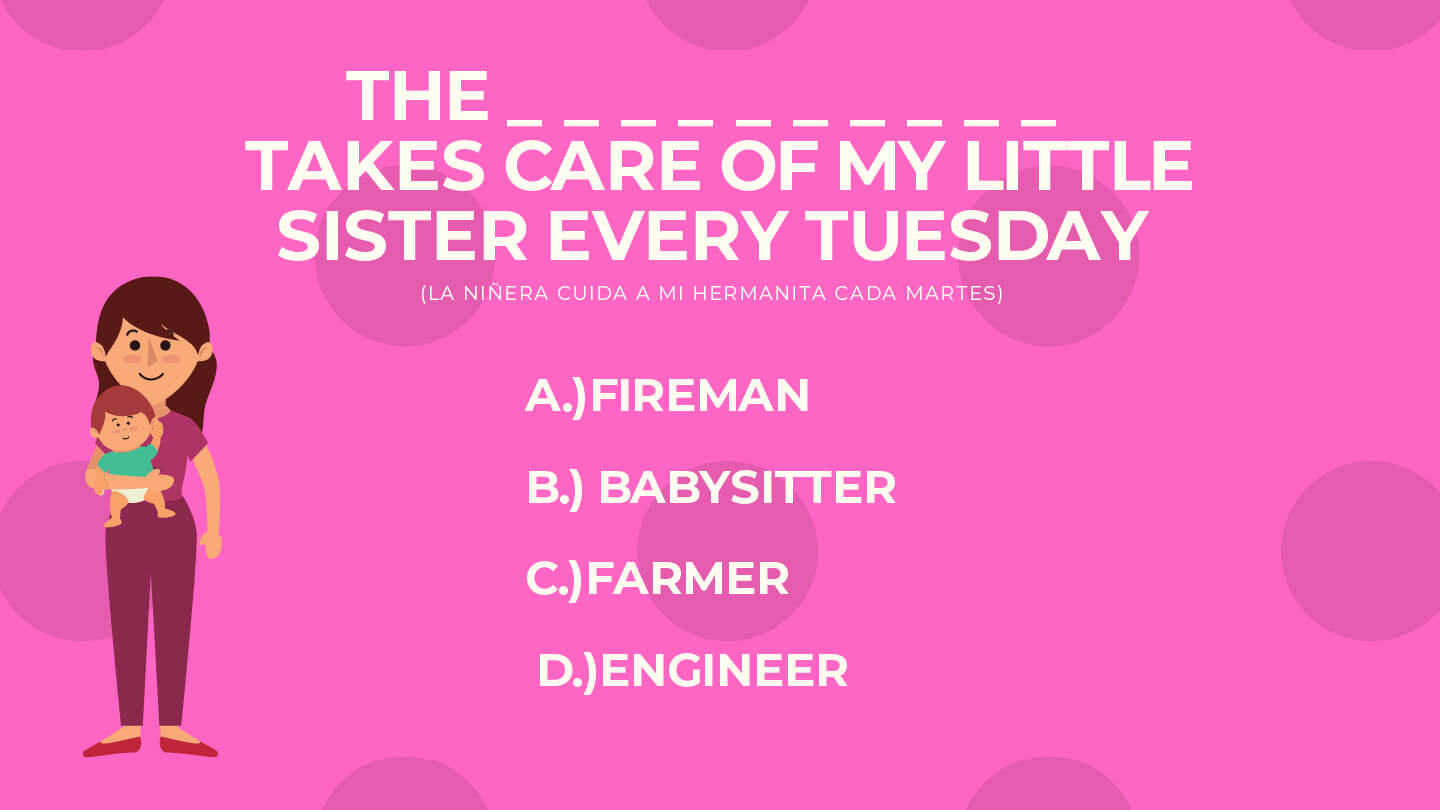 THE _ _ _ _ _ _ _ _ _ _
TAKES CARE OF MY LITTLE
SISTER EVERY TUESDAY
(LA NIÑERA CUIDA A MI HERMANITA CADA MARTES)
A.)FIREMAN
B.) BABYSITTER
C.)FARMER
D.)ENGINEER